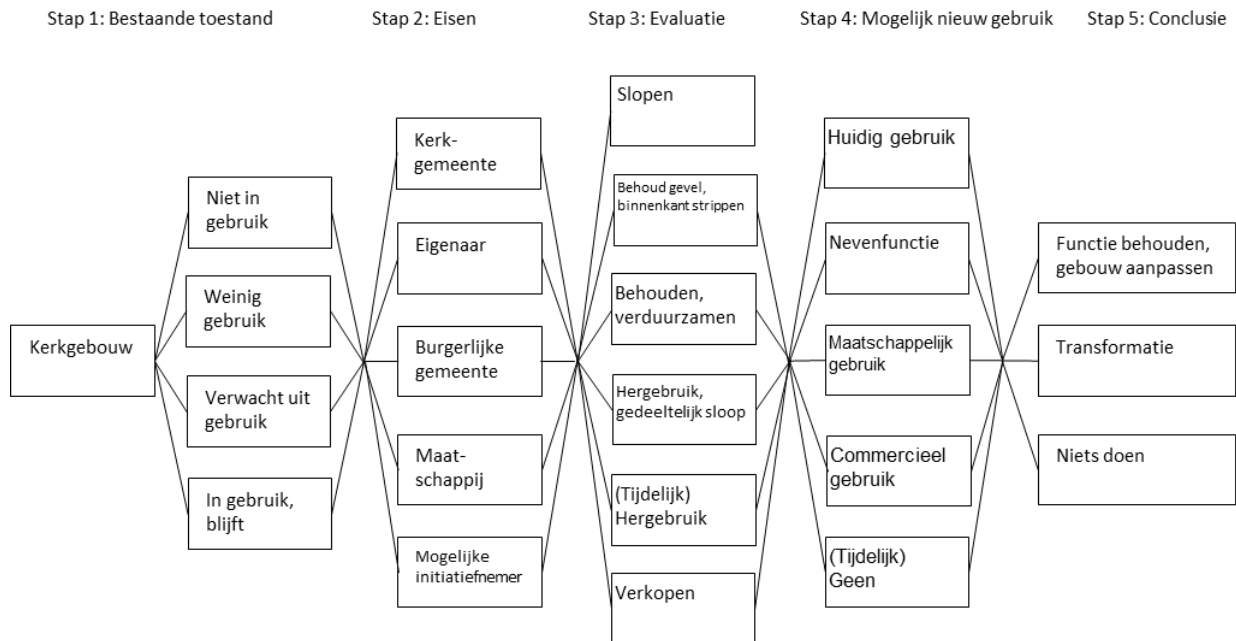 Stap 1: Bestaande toestand
Stap 2: Eisen
Stap 3: Evaluatie
Stap 4: Mogelijk nieuw gebruik
Stap 5: Conclusie
Kerkgebouw
Niet in
gebruik
Weinig
gebruik
Verwacht uit
gebruik
In gebruik,
blijft
Kerk-
gemeente
Eigenaar
Burgerlijke
gemeente
Maat-
schappij
Mogelijke
initiatiefnemer
Slopen
Behoud gevel,
binnenkant strippen
Behouden,
verduurzamen
Hergebruik,
gedeeltelijk sloop
(Tijdelijk)
Hergebruik
Verkopen
Huidig gebruik
Nevenfunctie
Maatschappelijk
gebruik
Commercieel
gebruik
(Tijdelijk)
Geen
Functie behouden,
gebouw aanpassen
Transformatie
Niets doen